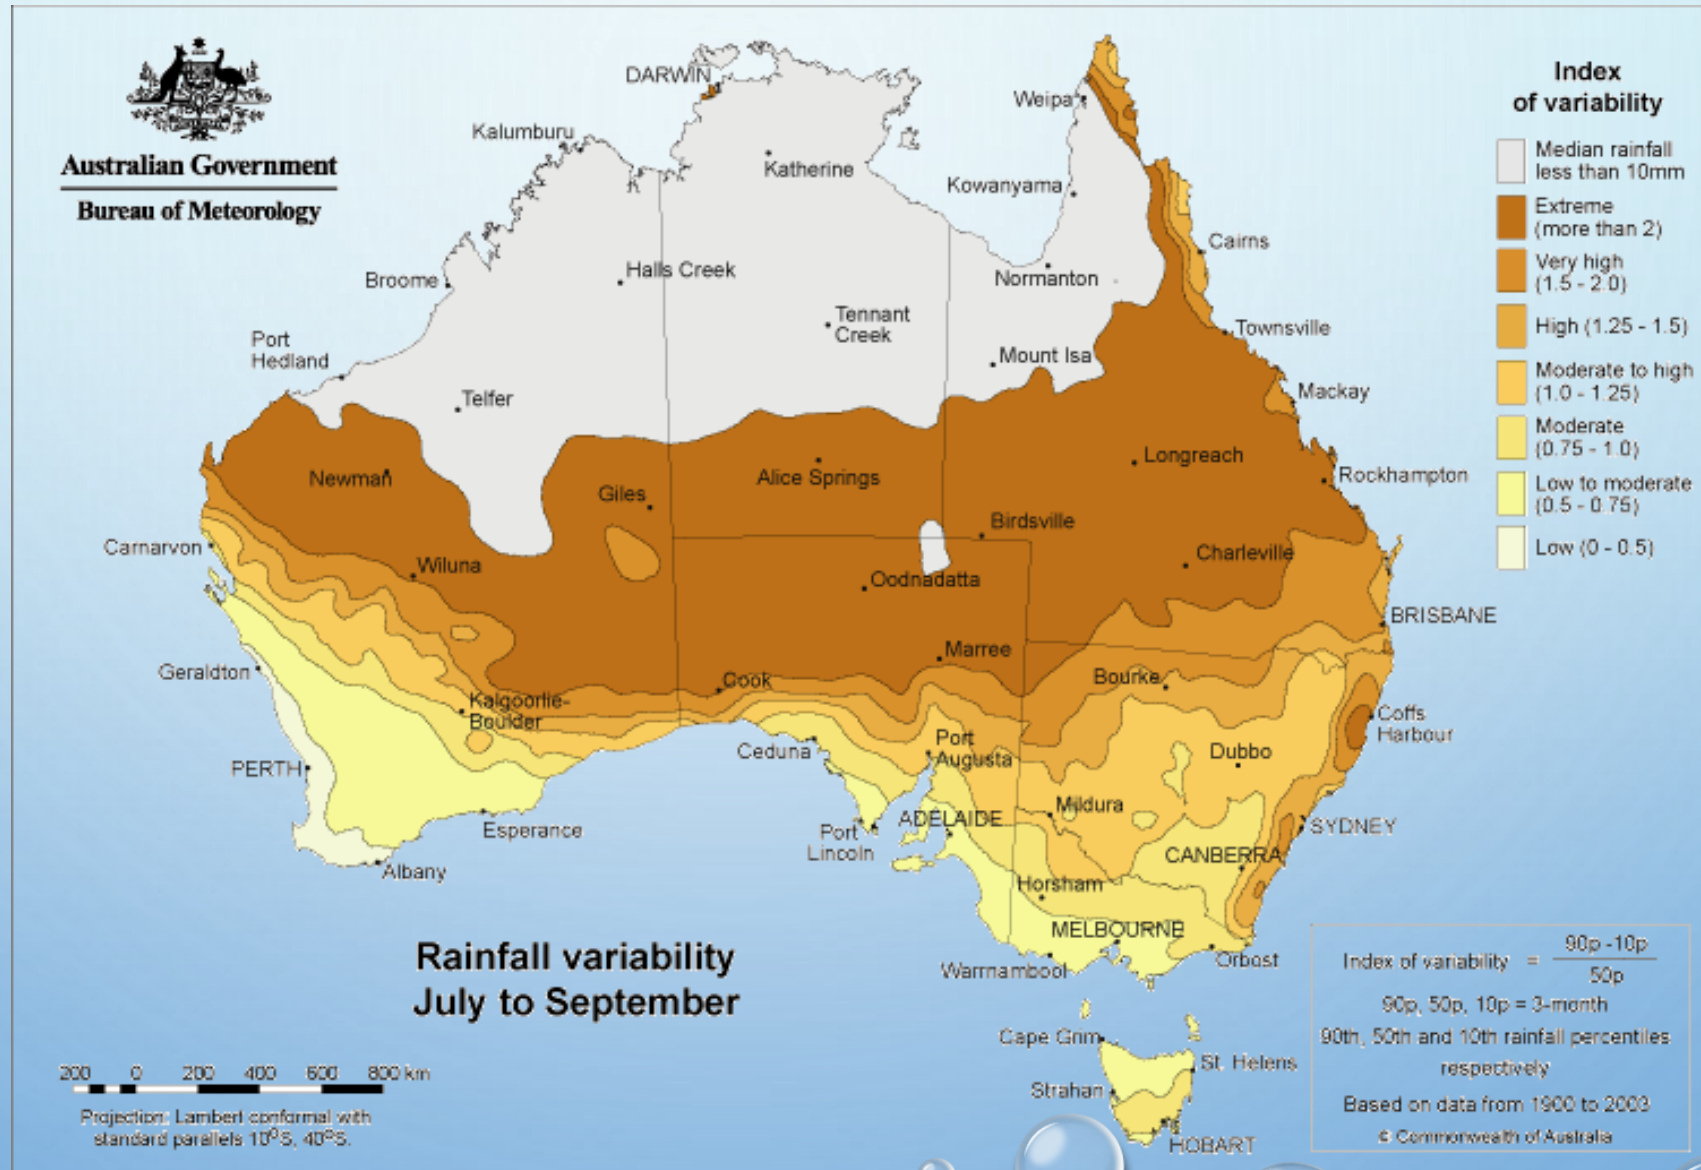 Australian Government
Bureau of Meteorology
DARWIN
Weipa
Kalumburu
Katherine
Kowanyama
Cairns
Broome
Halls Creek
Normanton
Tennant
Creek
Townsville
Port
Hedland
Mount Isa
Telfer
Mackay
Newman
Giles
Alice Springs
Longreach
Rockhampton
Birdsville
Carnarvon
Wiluna
Charleville
Oodnadatta
BRISBANE
Geraldton
Marree
Cook
Bourke
Kalgoorlie-
Boulder
Coffs
Harbour
PERTH
Ceduna
Port
Augusta
Dubbo
Mildura
Esperance
Port
Lincoln
ADELAIDE
SYDNEY
CANBERRA
Albany
Horsham
MELBOURNE
Warrnambool
Orbost
Cape Grim
St. Helens
Strahan
HOBART
Index
of variability
Median rainfall
less than 10mm
Extreme
(more than 2)
Very high
(1.5 - 2.0)
High (1.25 - 1.5)
Moderate to high
(1.0 - 1.25)
Moderate
(0.75 - 1.0)
Low to moderate
(0.5 - 0.75)
Low (0 - 0.5)
Rainfall variability
July to September
200 0 200 400 600 800 km
Projection: Lambert conformal with
standard parallels 10⁰S, 40⁰S.
Index of variability = 90p -10p
50p
90p, 50p, 10p = 3-month
90th, 50th and 10th rainfall percentiles
respectively
Based on data from 1900 to 2003
© Commonwealth of Australia